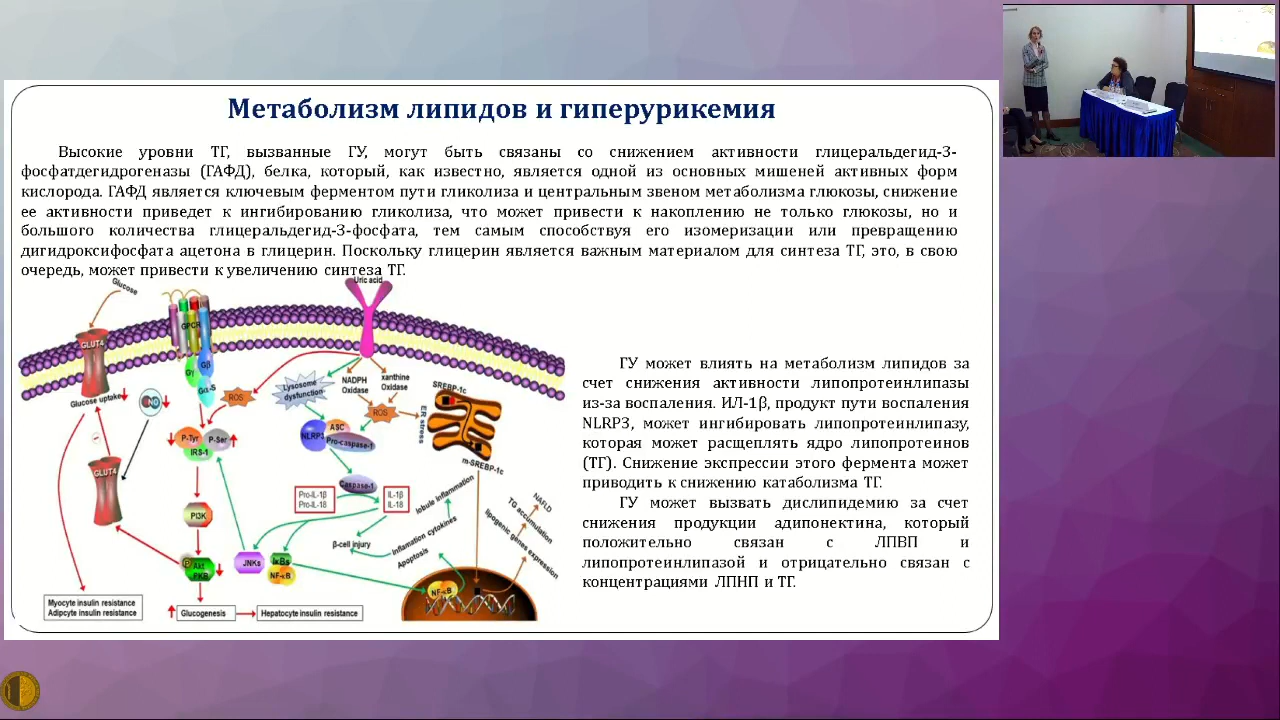 Метаболизм липидов и гиперурикемия
Высокие уровни ТГ, вызванные ГУ, могут быть связаны со снижением активности глицеральдегид-3-
фосфатдегидрогеназы (ГАФД), белка, который, как известно, является одной из основных мишеней активных форм
кислорода. ГАФД является ключевым ферментом пути гликолиза и центральным звеном метаболизма глюкозы, снижение
ее активности приведет к ингибированию гликолиза, что может привести к накоплению не только глюкозы, но и
большого количества глицеральдегид-3-фосфата, тем самым способствуя его изомеризации или превращению
дигидроксифосфата ацетона в глицерин. Поскольку глицерин является важным материалом для синтеза ТГ, это, в свою
очередь, может привести к увеличению синтеза ТГ.
Glucose
Uric acid
GPCR
GLUT4
Gγ
Gβ
Gα-S
Glucose uptake
NO
ROS
Lysosome
dysfunction
NADPH
Oxidase
xanthine
Oxidase
ROS
SREBP-1c
ER stress
m-SREBP-1c
P-Tyr
P-Ser
IRS-1
NLRP3
ASC
Pro-caspase-1
GLUT4
Caspase-1
Pro-IL-1β
Pro-IL-18
IL-1β
IL-18
PI3K
lobule inflammation
Inflamation cytokines
Apoptosis
β-cell injury
NAFLD
TG accumulation
lipogenic genes expression
P
Akt
PKB
JNKs
IκBs
NF-κB
NF-κB
Myocyte insulin resistance
Adipcyte insulin resistance
Glucogenesis
Hepatocyte insulin resistance
ГУ может влиять на метаболизм липидов за
счет снижения активности липопротеинлипазы
из-за воспаления. ИЛ-1β, продукт пути воспаления
NLRP3, может ингибировать липопротеинлипазу,
которая может расщеплять ядро липопротеинов
(ТГ). Снижение экспрессии этого фермента может
приводить к снижению катаболизма ТГ.
ГУ может вызвать дислипидемию за счет
снижения продукции адипонектина, который
положительно связан с ЛПВП и
липопротеинлипазой и отрицательно связан с
концентрациями ЛПНП и ТГ.